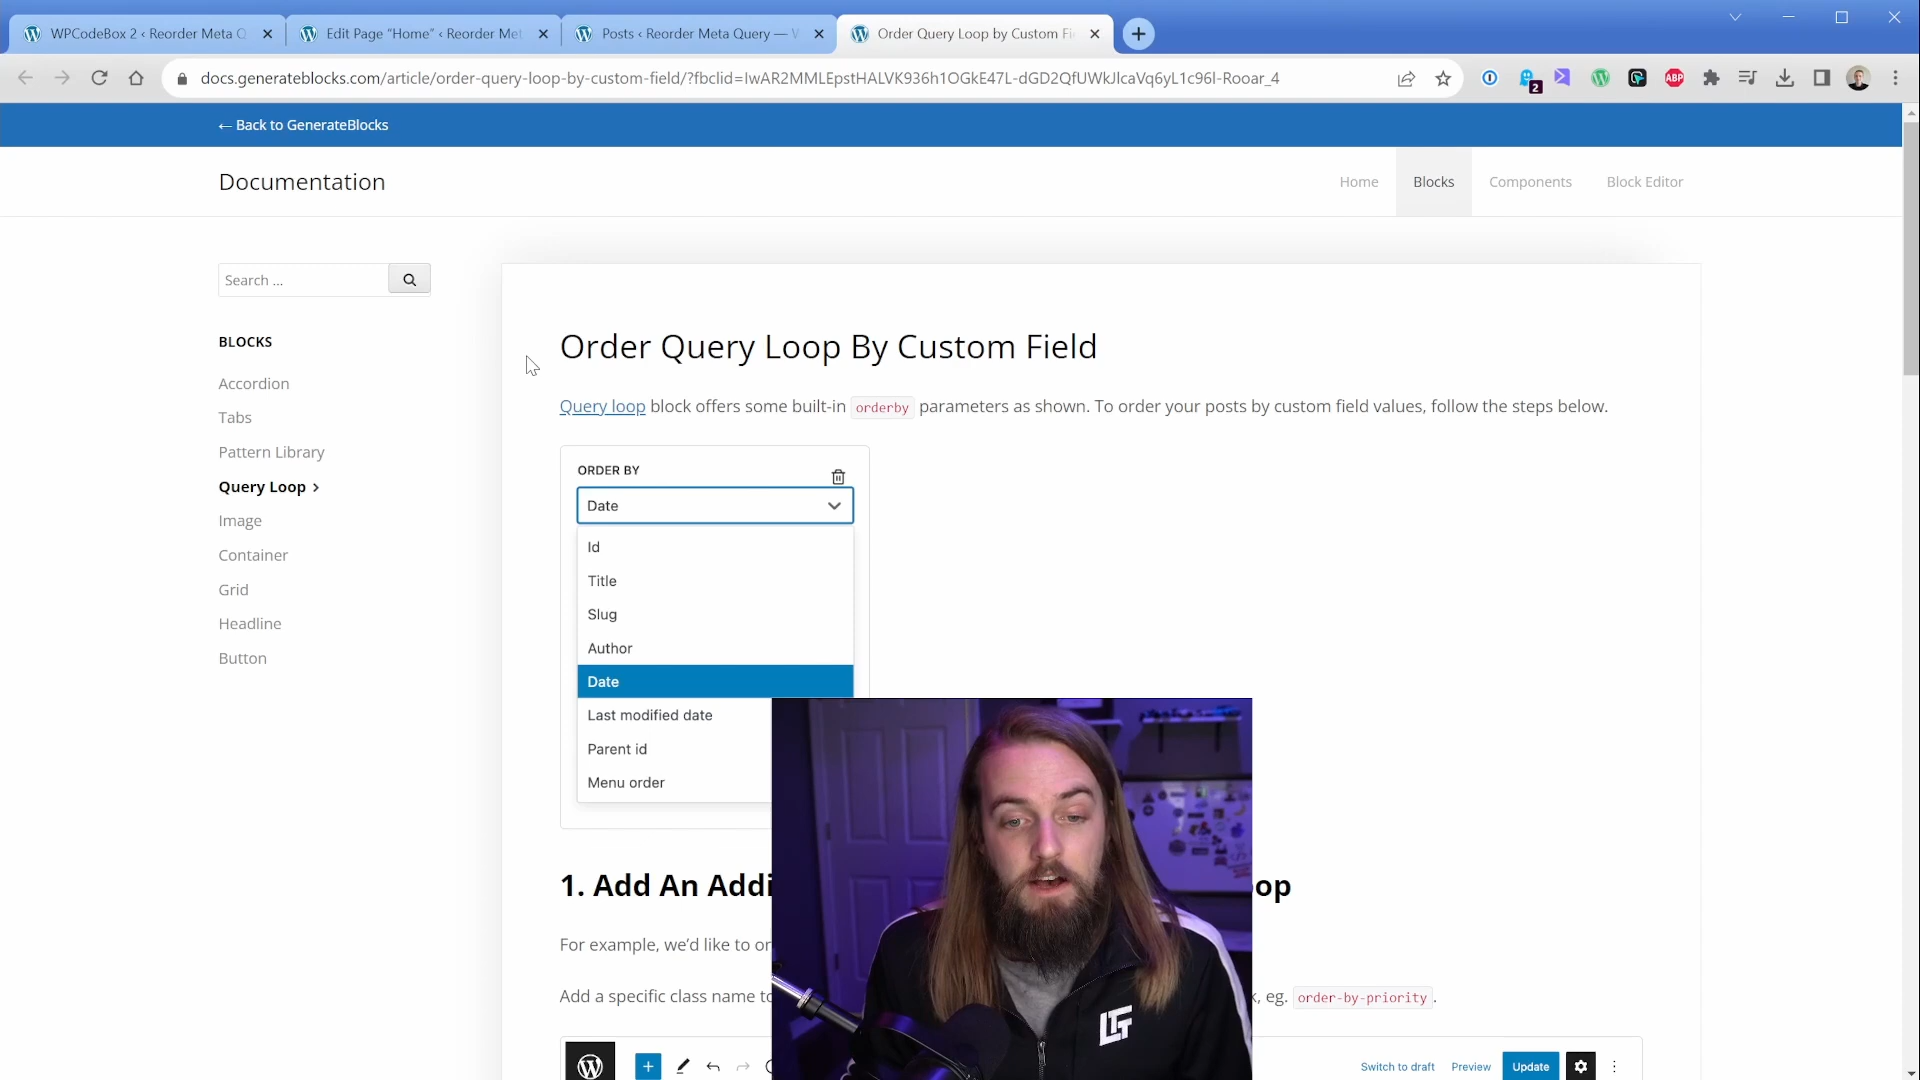 WPCodeBox 2 ‹ Reorder Meta Q
Edit Page “Home” ‹ Reorder Met
Posts ‹ Reorder Meta Query — W
Order Query Loop by Custom Fi
docs.generateblocks.com/article/order-query-loop-by-custom-field/?fbclid=IwAR2MMLEpstHALVK936h1OGkE47L-dGD2QfUWkJlcaVq6yL1c96l-Rooar_4
2
ABP
← Back to GenerateBlocks
Documentation
Home
Blocks
Components
Block Editor
Search …
BLOCKS
Accordion
Tabs
Pattern Library
Query Loop
Image
Container
Grid
Headline
Button
Order Query Loop By Custom Field
Query loop block offers some built-in orderby parameters as shown. To order your posts by custom field values, follow the steps below.
ORDER BY
Date
Id
Title
Slug
Author
Date
Last modified date
Parent id
Menu order
1. Add An Addi
op
For example, we’d like to or
Add a specific class name to
, eg. order-by-priority.
Switch to draft
Preview
Update
LTT